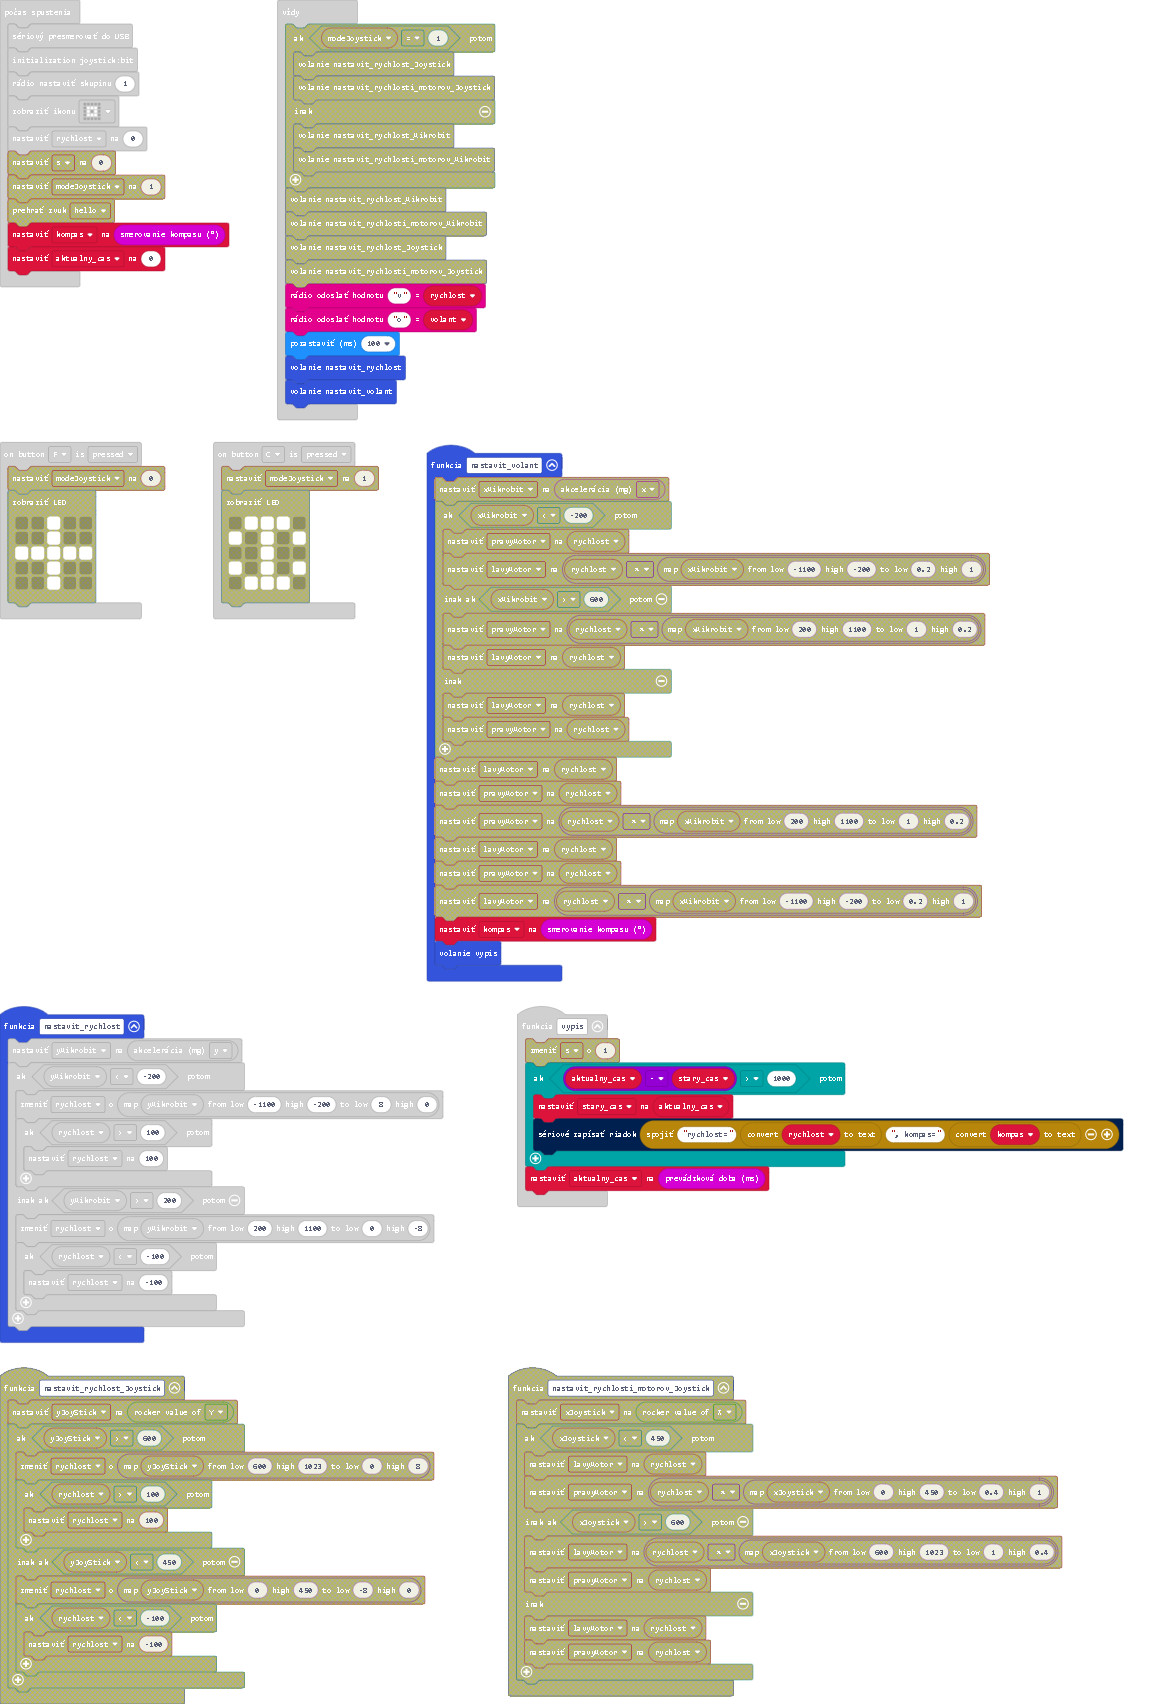 počas spustenia
sériový presmerovať do USB
initialization joystick:bit
rádio nastaviť skupinu 1
zobraziť ikonu
nastaviť rychlost na 0
nastaviť s na 0
nastaviť modeJoystick na 1
prehrať zvuk hello
nastaviť kompas na smerovanie kompasu (°)
nastaviť aktualny_cas na 0
vždy
ak modeJoystick = 1 potom
volanie nastavit_rychlost_Joystick
volanie nastavit_rychlosti_motorov_Joystick
inak
volanie nastavit_rychlost_Mikrobit
volanie nastavit_rychlosti_motorov_Mikrobit
volanie nastavit_rychlost_Mikrobit
volanie nastavit_rychlosti_motorov_Mikrobit
volanie nastavit_rychlost_Joystick
volanie nastavit_rychlosti_motorov_Joystick
rádio odoslať hodnotu "v" = rychlost
rádio odoslať hodnotu "o" = volant
pozastaviť (ms) 100
volanie nastavit_rychlost
volanie nastavit_volant
on button F is pressed
nastaviť modeJoystick na 0
zobraziť LED
on button C is pressed
nastaviť modeJoystick na 1
zobraziť LED
funkcia nastavit_volant
nastaviť xMikrobit na akcelerácia (mg) x
ak xMikrobit < -200 potom
nastaviť pravyMotor na rychlost
nastaviť lavyMotor na rychlost × map xMikrobit from low -1100 high -200 to low 0.2 high 1
inak ak xMikrobit > 600 potom
nastaviť pravyMotor na rychlost × map xMikrobit from low 200 high 1100 to low 1 high 0.2
nastaviť lavyMotor na rychlost
inak
nastaviť lavyMotor na rychlost
nastaviť pravyMotor na rychlost
nastaviť lavyMotor na rychlost
nastaviť pravyMotor na rychlost
nastaviť pravyMotor na rychlost × map xMikrobit from low 200 high 1100 to low 1 high 0.2
nastaviť lavyMotor na rychlost
nastaviť pravyMotor na rychlost
nastaviť lavyMotor na rychlost × map xMikrobit from low -1100 high -200 to low 0.2 high 1
nastaviť kompas na smerovanie kompasu (°)
volanie vypis
funkcia nastavit_rychlost
nastaviť yMikrobit na akcelerácia (mg) y
ak yMikrobit < -200 potom
zmeniť rychlost o map yMikrobit from low -1100 high -200 to low 8 high 0
ak rychlost > 100 potom
nastaviť rychlost na 100
inak ak yMikrobit > 200 potom
zmeniť rychlost o map yMikrobit from low 200 high 1100 to low 0 high -8
ak rychlost < -100 potom
nastaviť rychlost na -100
funkcia vypis
zmeniť s o 1
ak aktualny_cas - stary_cas > 1000 potom
nastaviť stary_cas na aktualny_cas
sériové zapísať riadok spojiť "rychlost=" convert rychlost to text ", kompas=" convert kompas to text
nastaviť aktualny_cas na prevádzková doba (ms)
funkcia nastavit_rychlost_Joystick
nastaviť yJoyStick na rocker value of Y
ak yJoyStick > 600 potom
zmeniť rychlost o map yJoyStick from low 600 high 1023 to low 0 high 8
ak rychlost > 100 potom
nastaviť rychlost na 100
inak ak yJoyStick < 450 potom
zmeniť rychlost o map yJoyStick from low 0 high 450 to low -8 high 0
ak rychlost < -100 potom
nastaviť rychlost na -100
funkcia nastavit_rychlosti_motorov_Joystick
nastaviť xJoystick na rocker value of X
ak xJoystick < 450 potom
nastaviť lavyMotor na rychlost
nastaviť pravyMotor na rychlost × map xJoystick from low 0 high 450 to low 0.4 high 1
inak ak xJoystick > 600 potom
nastaviť lavyMotor na rychlost × map xJoystick from low 600 high 1023 to low 1 high 0.4
nastaviť pravyMotor na rychlost
inak
nastaviť lavyMotor na rychlost
nastaviť pravyMotor na rychlost